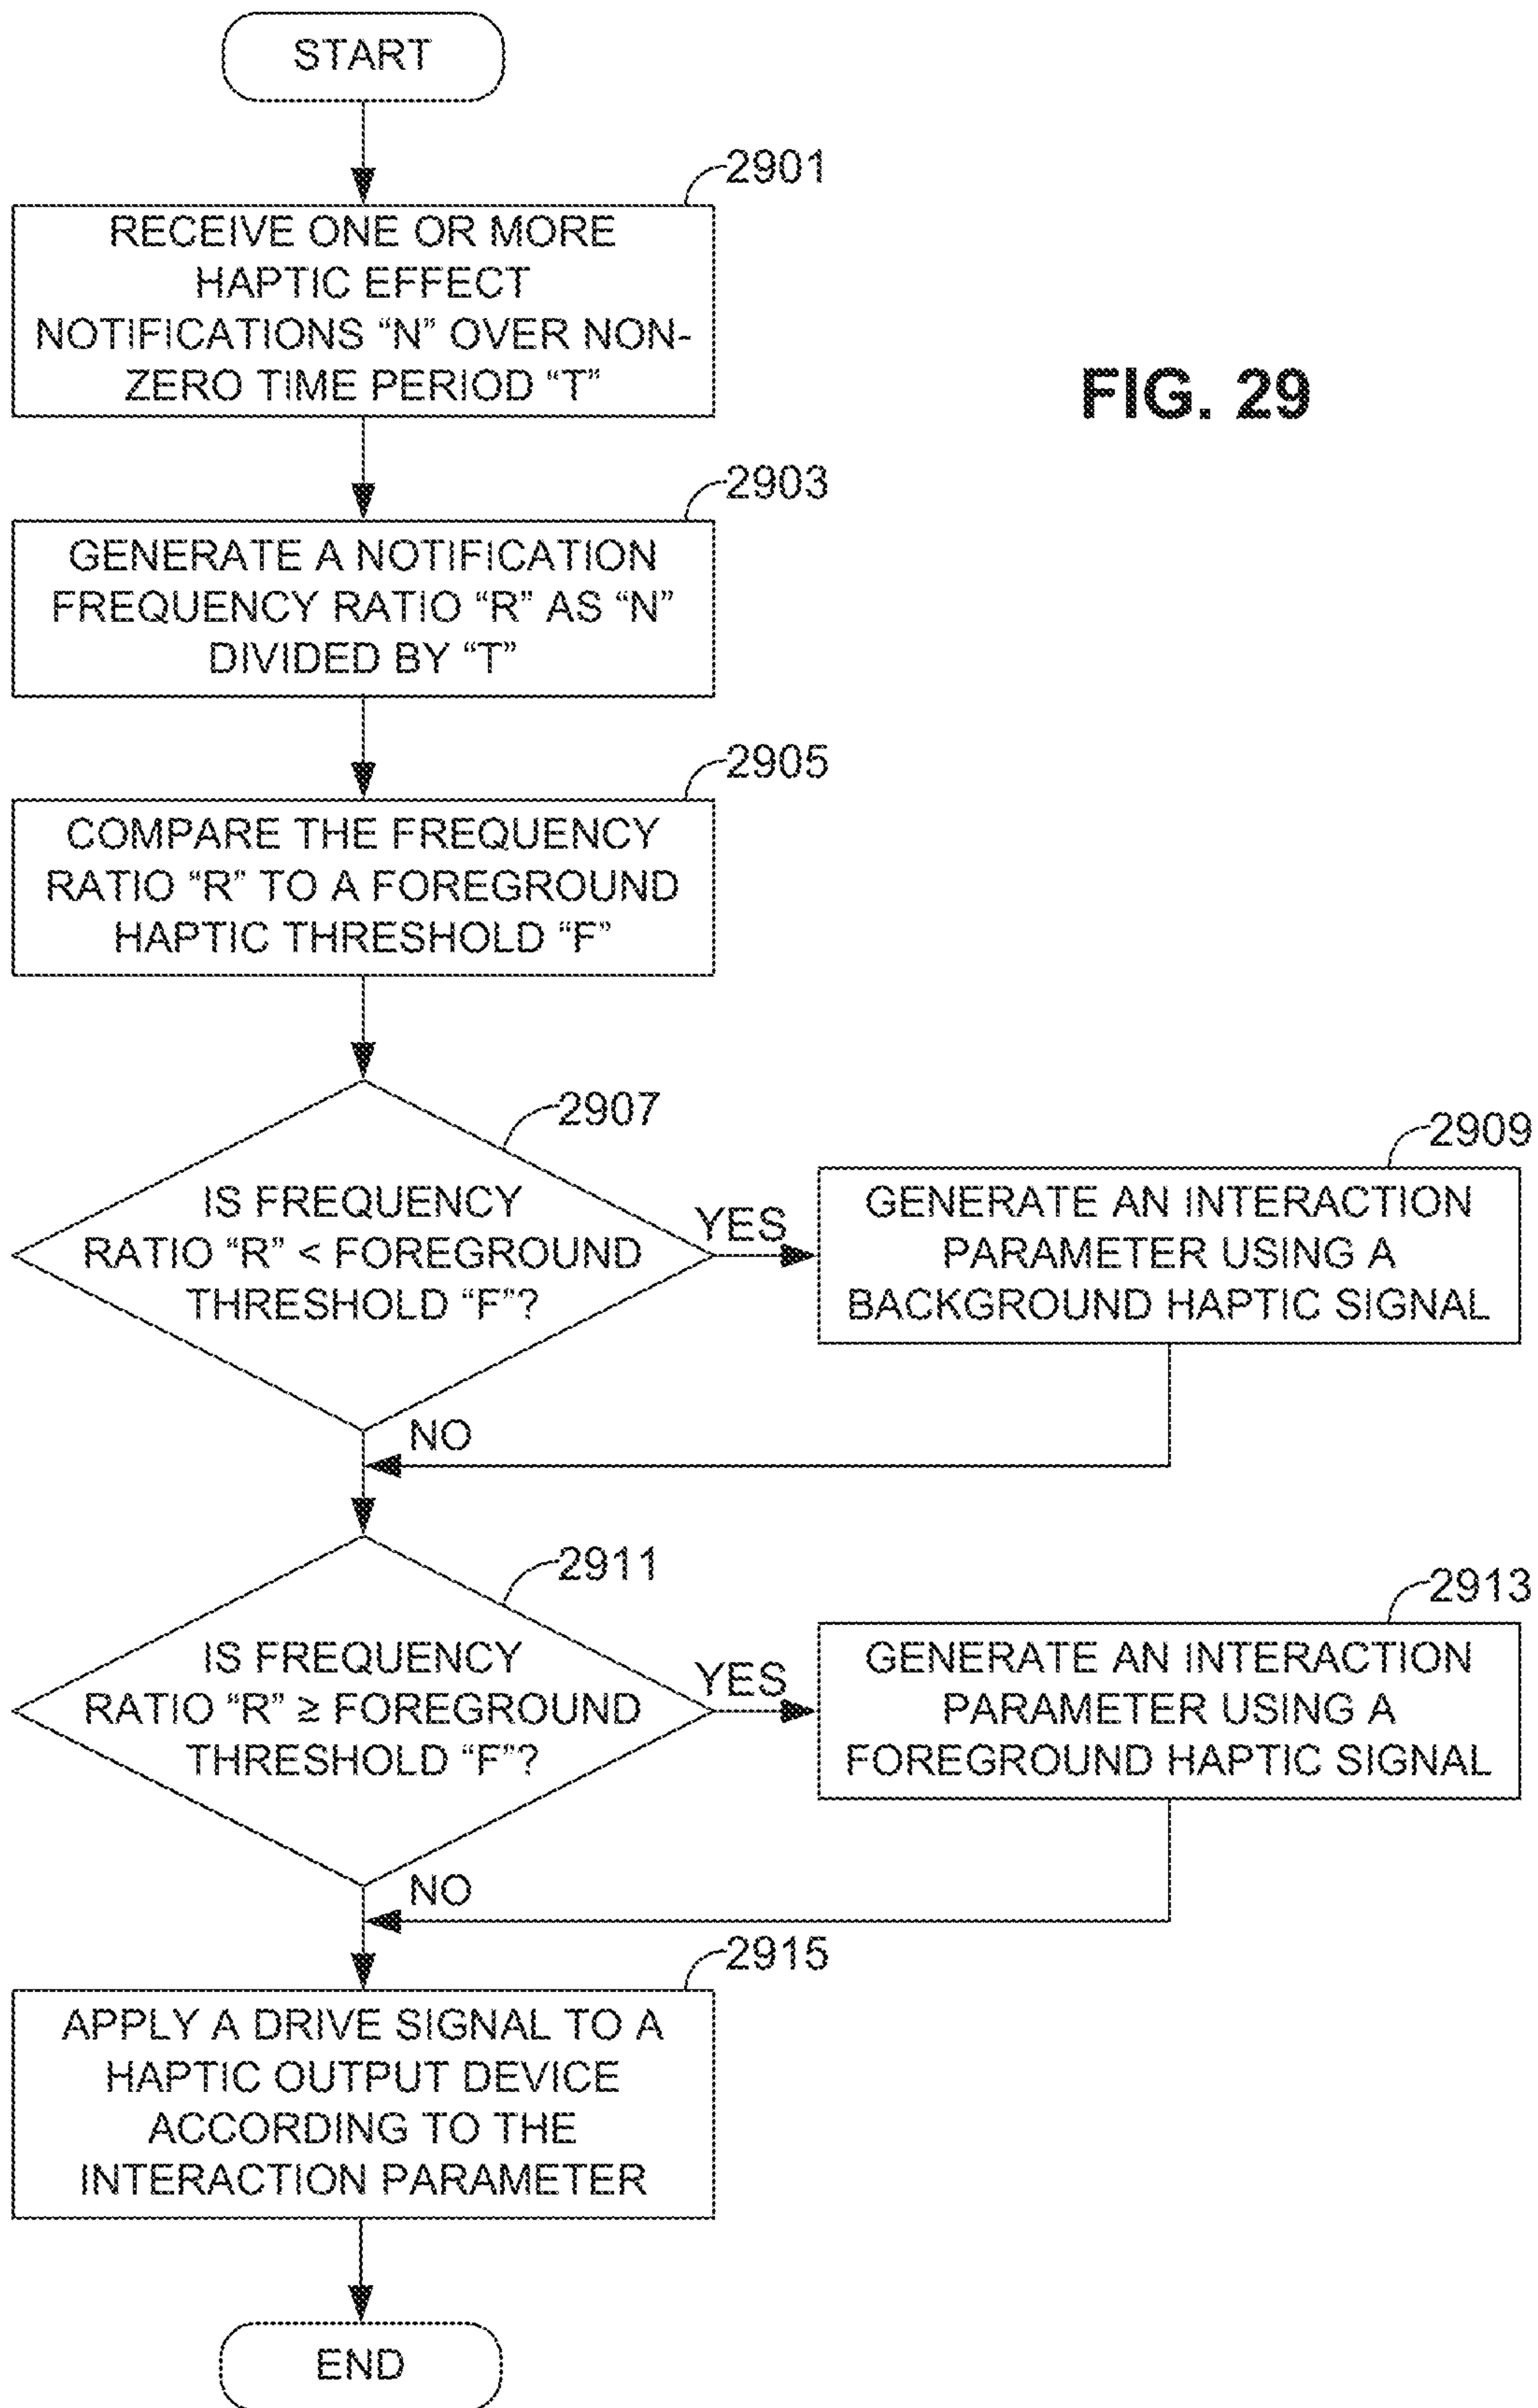 START
2901
RECEIVE ONE OR MORE
HAPTIC EFFECT
NOTIFICATIONS “N” OVER NON-
ZERO TIME PERIOD “T”
FIG. 29
2903
GENERATE A NOTIFICATION
FREQUENCY RATIO “R” AS “N”
DIVIDED BY “T”
2905
COMPARE THE FREQUENCY
RATIO “R” TO A FOREGROUND
HAPTIC THRESHOLD “F”
2907
IS FREQUENCY
RATIO “R” < FOREGROUND
THRESHOLD “F”?
YES
2909
GENERATE AN INTERACTION
PARAMETER USING A
BACKGROUND HAPTIC SIGNAL
NO
2911
IS FREQUENCY
RATIO “R” ≥ FOREGROUND
THRESHOLD “F”?
YES
2913
GENERATE AN INTERACTION
PARAMETER USING A
FOREGROUND HAPTIC SIGNAL
NO
2915
APPLY A DRIVE SIGNAL TO A
HAPTIC OUTPUT DEVICE
ACCORDING TO THE
INTERACTION PARAMETER
END